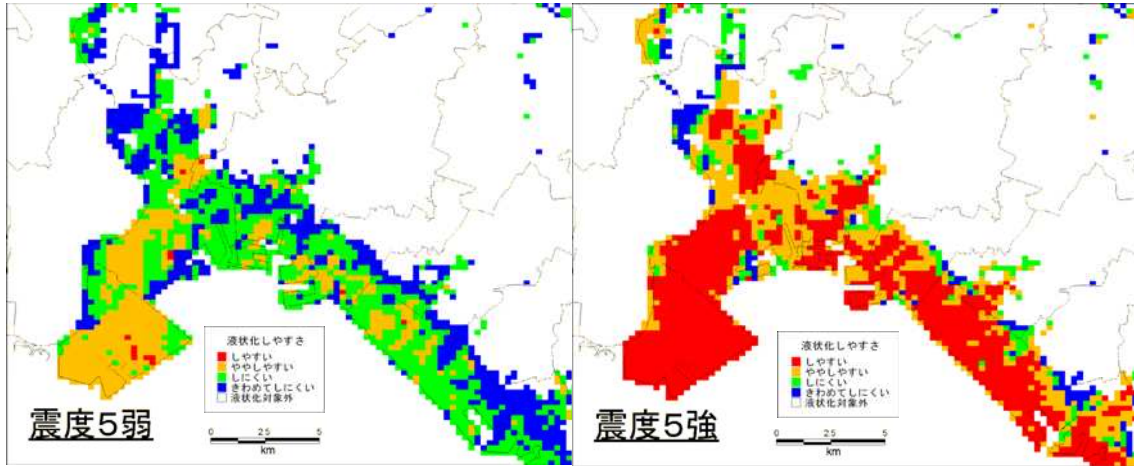 液状化しやすさ
しやすい
ややしやすい
しにくい
きわめてしにくい
液状化対象外
震度5弱
0 2.5 5
km
液状化しやすさ
しやすい
ややしやすい
しにくい
きわめてしにくい
液状化対象外
震度5強
0 2.5 5
km